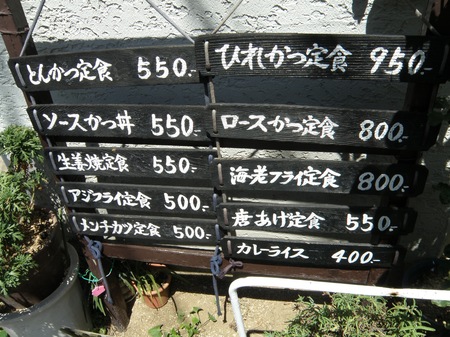 とんかつ定食 550.-
ソースかつ丼 550.-
生姜焼定食 550.-
アジフライ定食 500.-
メンチカツ定食 500.-
ひれかつ定食 950.-
ロースかつ定食 800.-
海老フライ定食 800.-
唐あげ定食 550.-
カレーライス 400.-